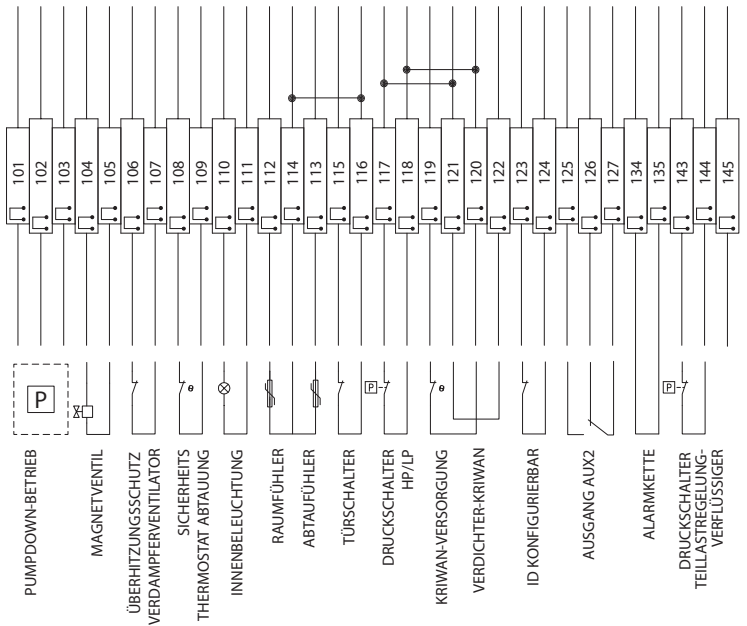 101
102
103
104
105
106
107
108
109
110
111
112
114
113
115
116
117
118
119
121
120
122
123
124
125
126
127
134
135
143
144
145
P
θ
P
θ
P
PUMPDOWN-BETRIEB
MAGNETVENTIL
ÜBERHITZUNGSSCHUTZ
VERDAMPFERVENTILATOR
SICHERHEITS
THERMOSTAT ABTAUUNG
INNENBELEUCHTUNG
RAUMFÜHLER
ABTAUFÜHLER
TÜRSCHALTER
DRUCKSCHALTER
HP/LP
KRIWAN-VERSORGUNG
VERDICHTER-KRIWAN
ID KONFIGURIERBAR
AUSGANG AUX2
ALARMKETTE
DRUCKSCHALTER
TEILLASTREGELUNG-
VERFLÜSSIGER